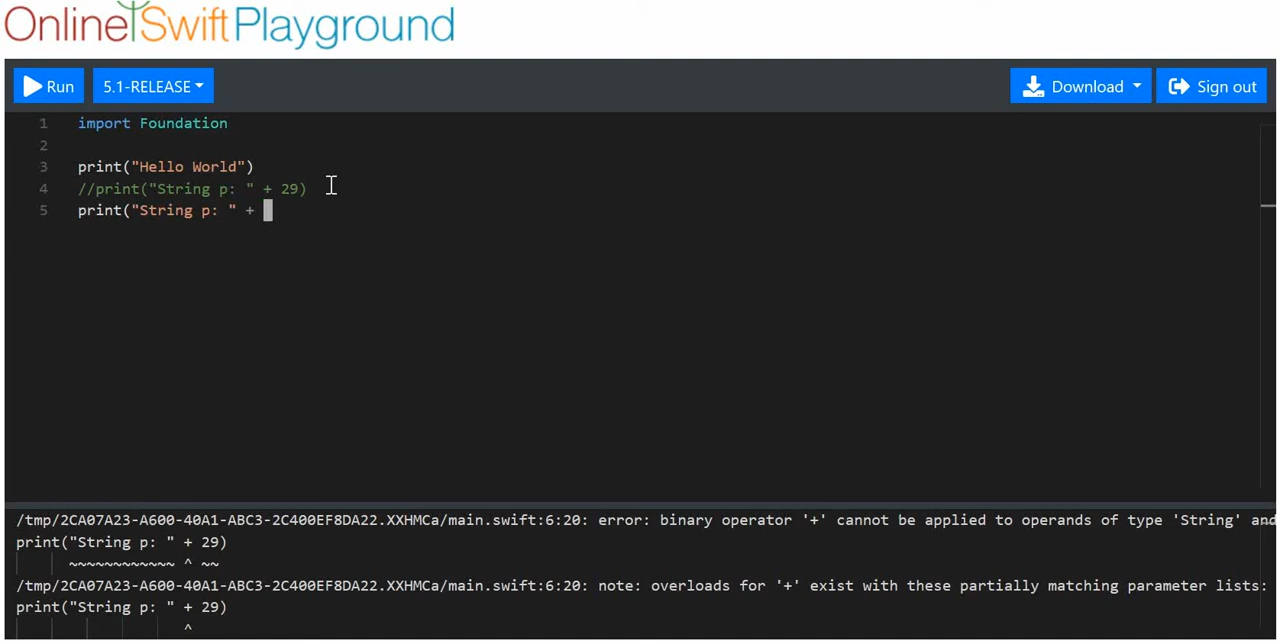 Online Swift Playground
Run 5.1-RELEASE Download Sign out
1 import Foundation
2
3 print("Hello World")
4 //print("String p: " + 29)
5 print("String p: " +
/tmp/2CA07A23-A600-40A1-ABC3-2C400EF8DA22.XXHMCa/main.swift:6:20: error: binary operator '+' cannot be applied to operands of type 'String' and
print("String p: " + 29)
~~~~~~~~~~~~ ^ ~~
/tmp/2CA07A23-A600-40A1-ABC3-2C400EF8DA22.XXHMCa/main.swift:6:20: note: overloads for '+' exist with these partially matching parameter lists:
print("String p: " + 29)
^